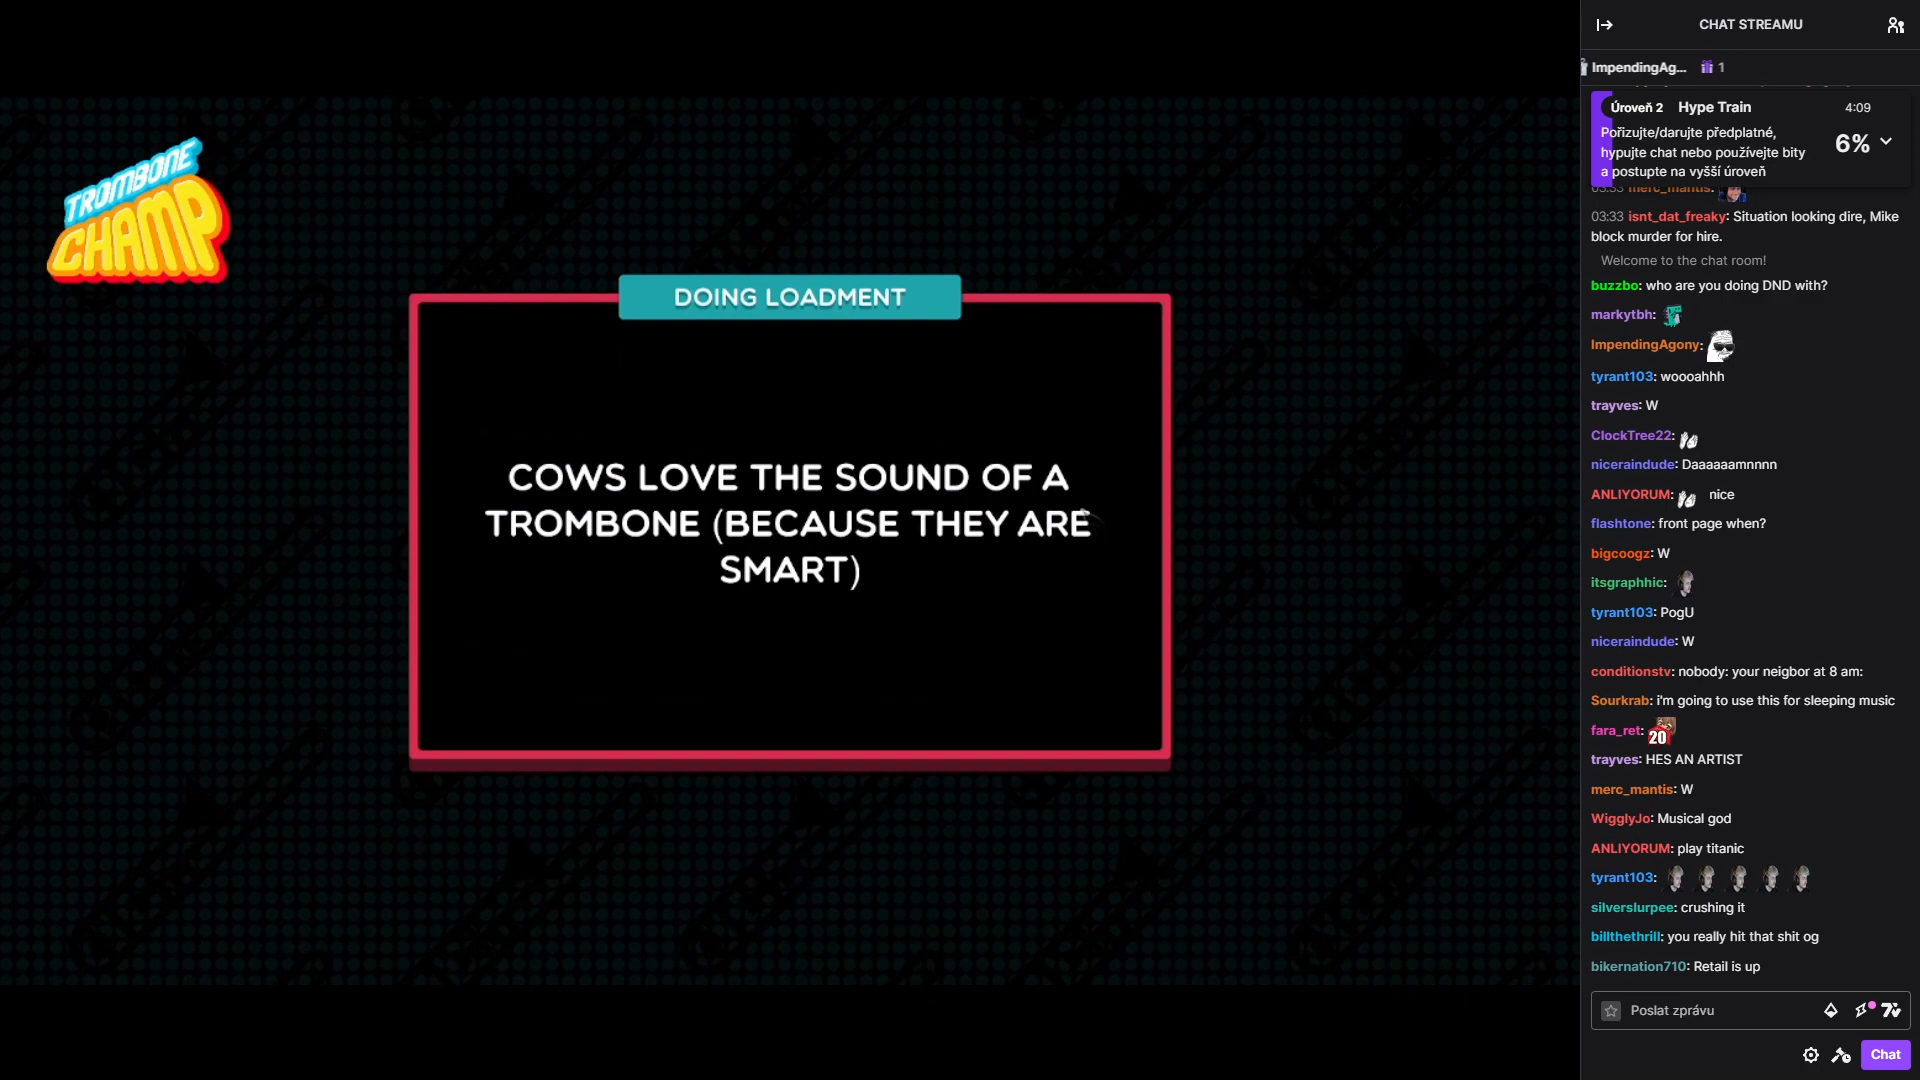 TROMBONE
CHAMP
DOING LOADMENT
COWS LOVE THE SOUND OF A
TROMBONE (BECAUSE THEY ARE
SMART)
CHAT STREAMU
ImpendingAg... 1
Úroveň 2 Hype Train 4:09
Pořizujte/darujte předplatné,
hypujte chat nebo používejte bity
a postupte na vyšší úroveň
6%
03:33 merc_mantis:
03:33 isnt_dat_freaky: Situation looking dire, Mike
block murder for hire.
Welcome to the chat room!
buzzbo: who are you doing DND with?
markytbh:
ImpendingAgony:
tyrant103: woooahhh
trayves: W
ClockTree22:
niceraindude: Daaaaaamnnnn
ANLIYORUM: nice
flashtone: front page when?
bigcoogz: W
itsgraphhic:
tyrant103: PogU
niceraindude: W
conditionstv: nobody: your neigbor at 8 am:
Sourkrab: i'm going to use this for sleeping music
fara_ret: 20
trayves: HES AN ARTIST
merc_mantis: W
WigglyJo: Musical god
ANLIYORUM: play titanic
tyrant103:
silverslurpee: crushing it
billthethrill: you really hit that shit og
bikernation710: Retail is up
Poslat zprávu
Chat